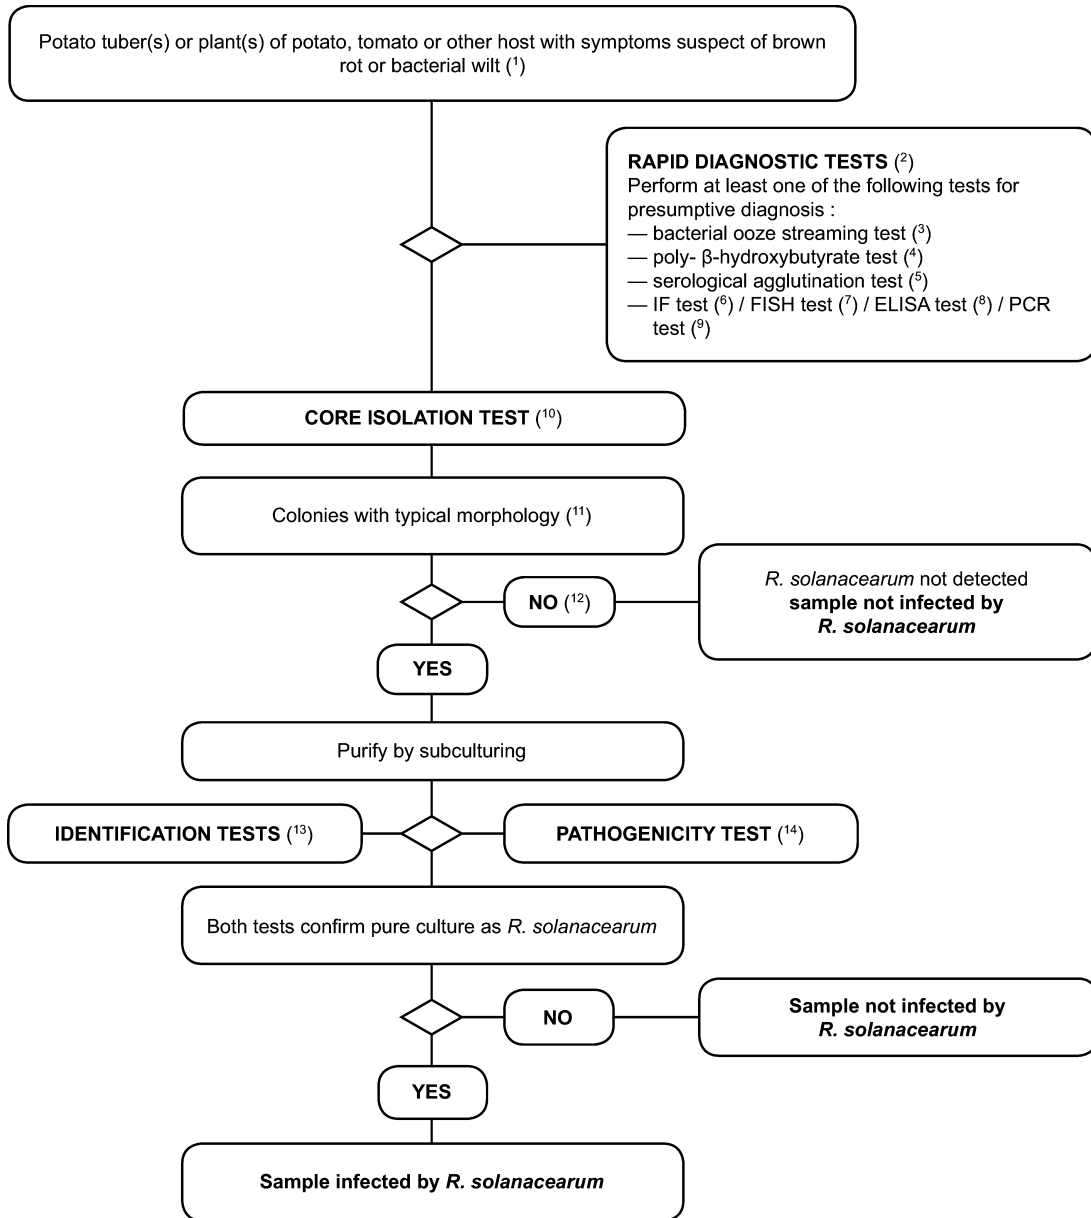 Potato tuber(s) or plant(s) of potato, tomato or other host with symptoms suspect of brown
rot or bacterial wilt (¹)
RAPID DIAGNOSTIC TESTS (²)
Perform at least one of the following tests for
presumptive diagnosis :
— bacterial ooze streaming test (³)
— poly- β-hydroxybutyrate test (⁴)
— serological agglutination test (⁵)
— IF test (⁶) / FISH test (⁷) / ELISA test (⁸) / PCR
test (⁹)
CORE ISOLATION TEST (¹⁰)
Colonies with typical morphology (¹¹)
NO (¹²)
R. solanacearum not detected
sample not infected by
R. solanacearum
YES
Purify by subculturing
IDENTIFICATION TESTS (¹³)
PATHOGENICITY TEST (¹⁴)
Both tests confirm pure culture as R. solanacearum
NO
Sample not infected by
R. solanacearum
YES
Sample infected by R. solanacearum